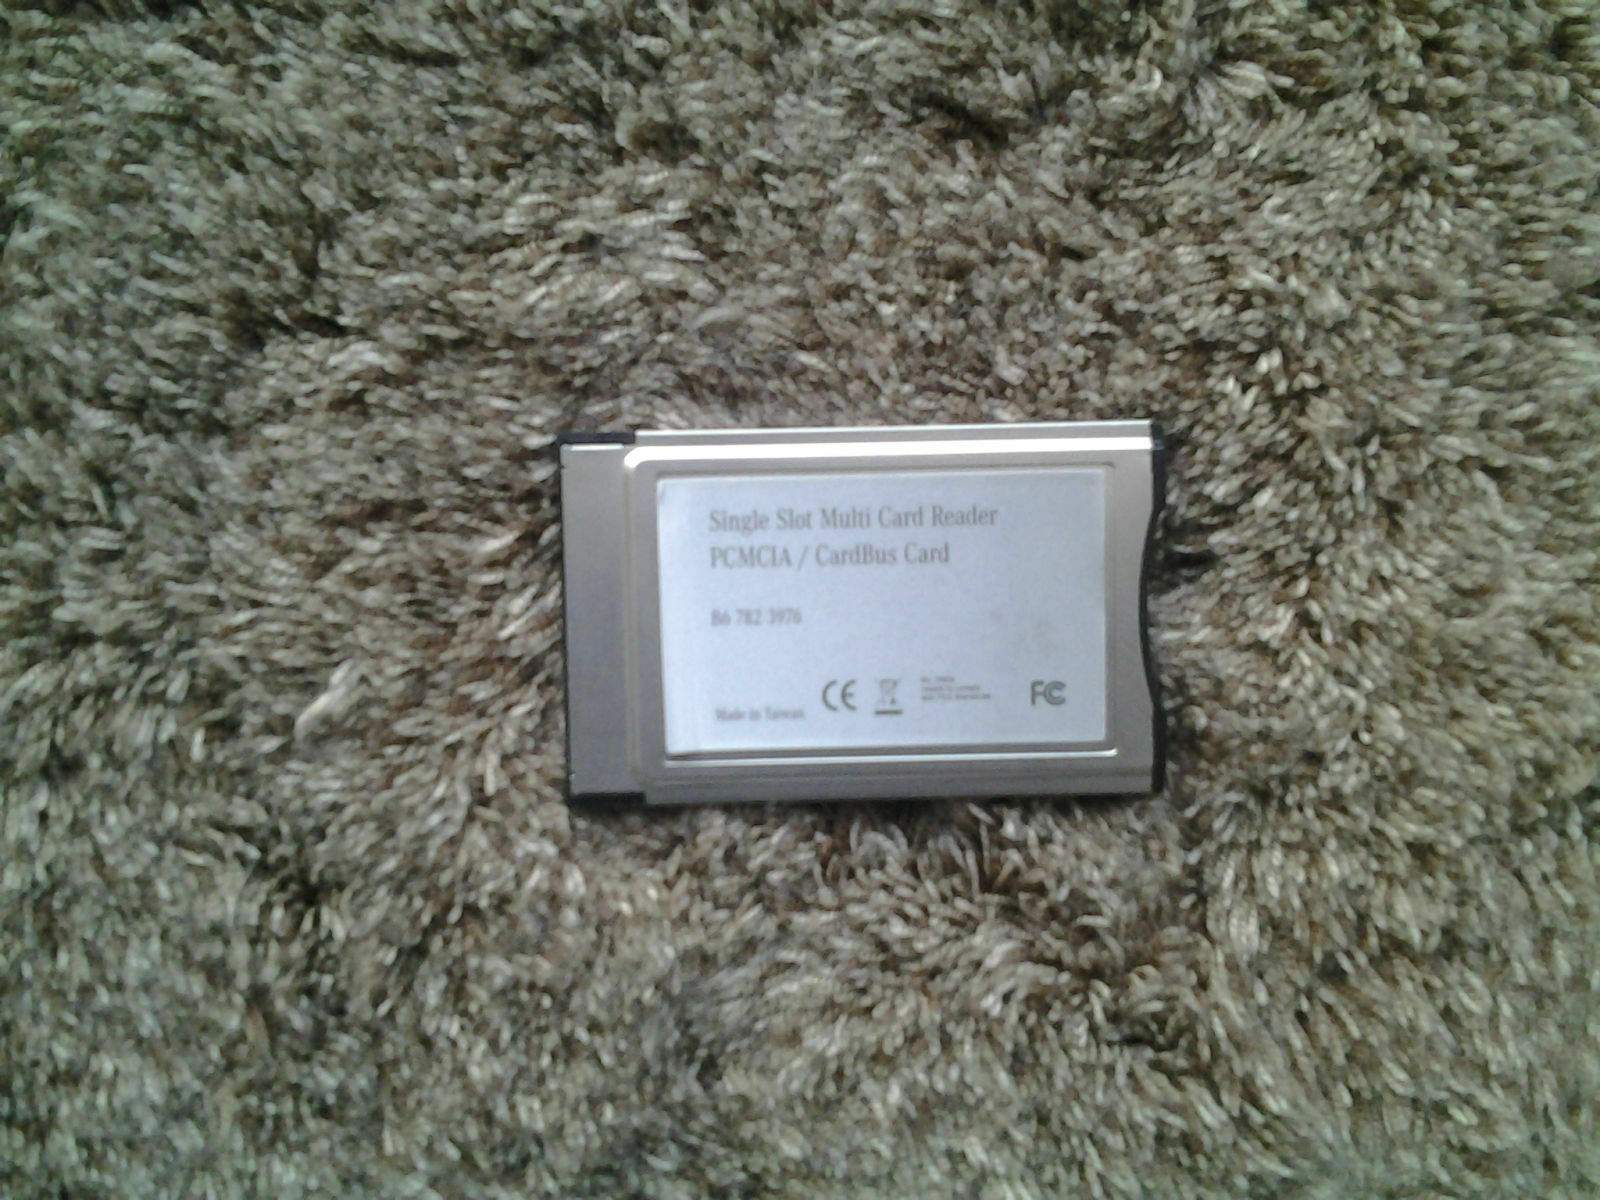 Single Slot Multi Card Reader
PCMCIA / CardBus Card
B6 782 3976
Made in Taiwan
CE
FC